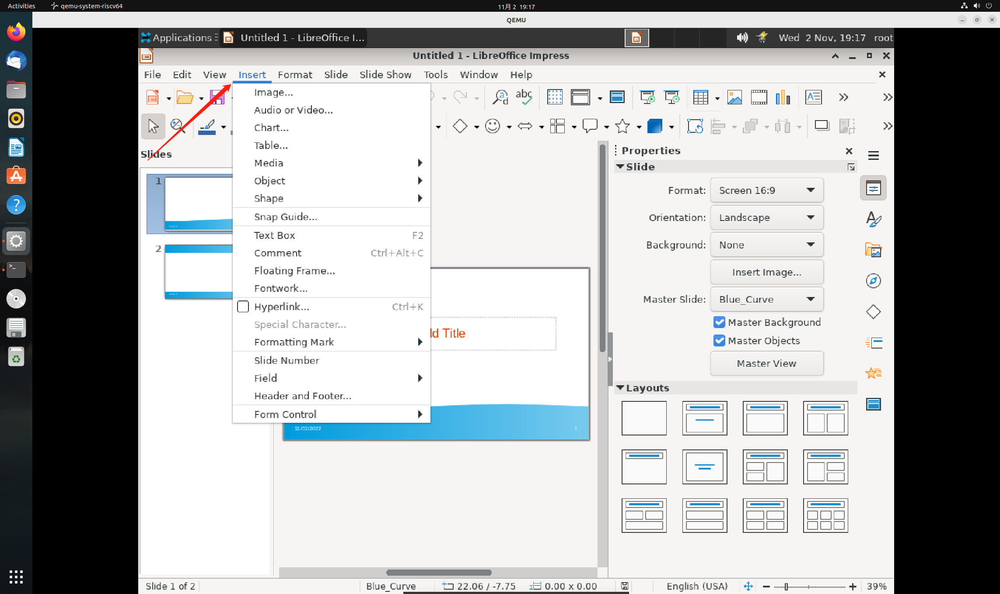 Activities
qemu-system-riscv64
11月 2 19:17
QEMU
Applications
Untitled 1 - LibreOffice I...
Wed 2 Nov, 19:17
root
Untitled 1 - LibreOffice Impress
File Edit View Insert Format Slide Slide Show Tools Window Help
Image...
Audio or Video...
Chart...
Table...
Media
Object
Shape
Snap Guide...
Text Box F2
Comment Ctrl+Alt+C
Floating Frame...
Fontwork...
Hyperlink... Ctrl+K
Special Character...
Formatting Mark
Slide Number
Field
Header and Footer...
Form Control
Slides
1
2
ld Title
11/02/2022
1
Properties
Slide
Format: Screen 16:9
Orientation: Landscape
Background: None
Insert Image...
Master Slide: Blue_Curve
Master Background
Master Objects
Master View
Layouts
Slide 1 of 2
Blue_Curve
22.06 / -7.75
0.00 x 0.00
English (USA)
39%